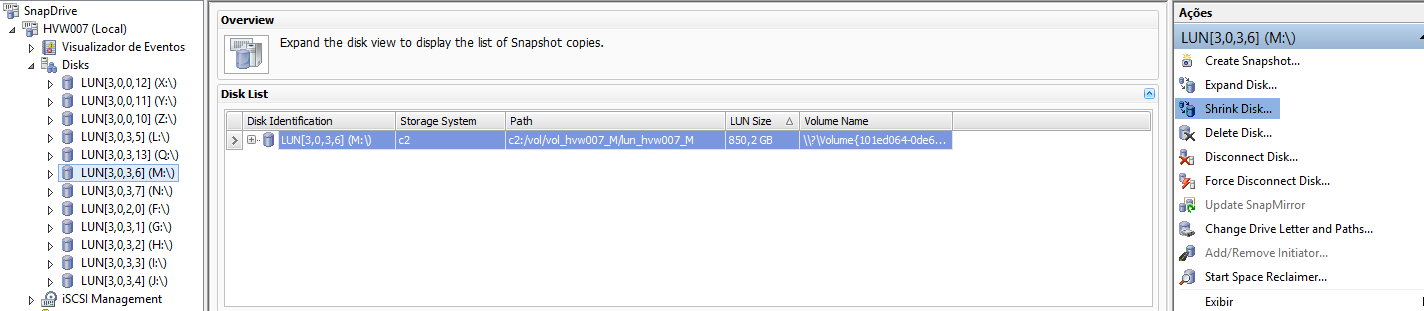 SnapDrive
HVW007 (Local)
Visualizador de Eventos
Disks
LUN[3,0,0,12] (X:\)
LUN[3,0,0,11] (Y:\)
LUN[3,0,0,10] (Z:\)
LUN[3,0,3,5] (L:\)
LUN[3,0,3,13] (Q:\)
LUN[3,0,3,6] (M:\)
LUN[3,0,3,7] (N:\)
LUN[3,0,2,0] (F:\)
LUN[3,0,3,1] (G:\)
LUN[3,0,3,2] (H:\)
LUN[3,0,3,3] (I:\)
LUN[3,0,3,4] (J:\)
iSCSI Management
Overview
Expand the disk view to display the list of Snapshot copies.
Disk List
Disk Identification Storage System Path LUN Size Volume Name
LUN[3,0,3,6] (M:\) c2 c2:/vol/vol_hvw007_M/lun_hvw007_M 850,2 GB \\?\Volume{101ed064-0de6...
Ações
LUN[3,0,3,6] (M:\)
Create Snapshot...
Expand Disk...
Shrink Disk...
Delete Disk...
Disconnect Disk...
Force Disconnect Disk...
Update SnapMirror
Change Drive Letter and Paths...
Add/Remove Initiator...
Start Space Reclaimer...
Exibir